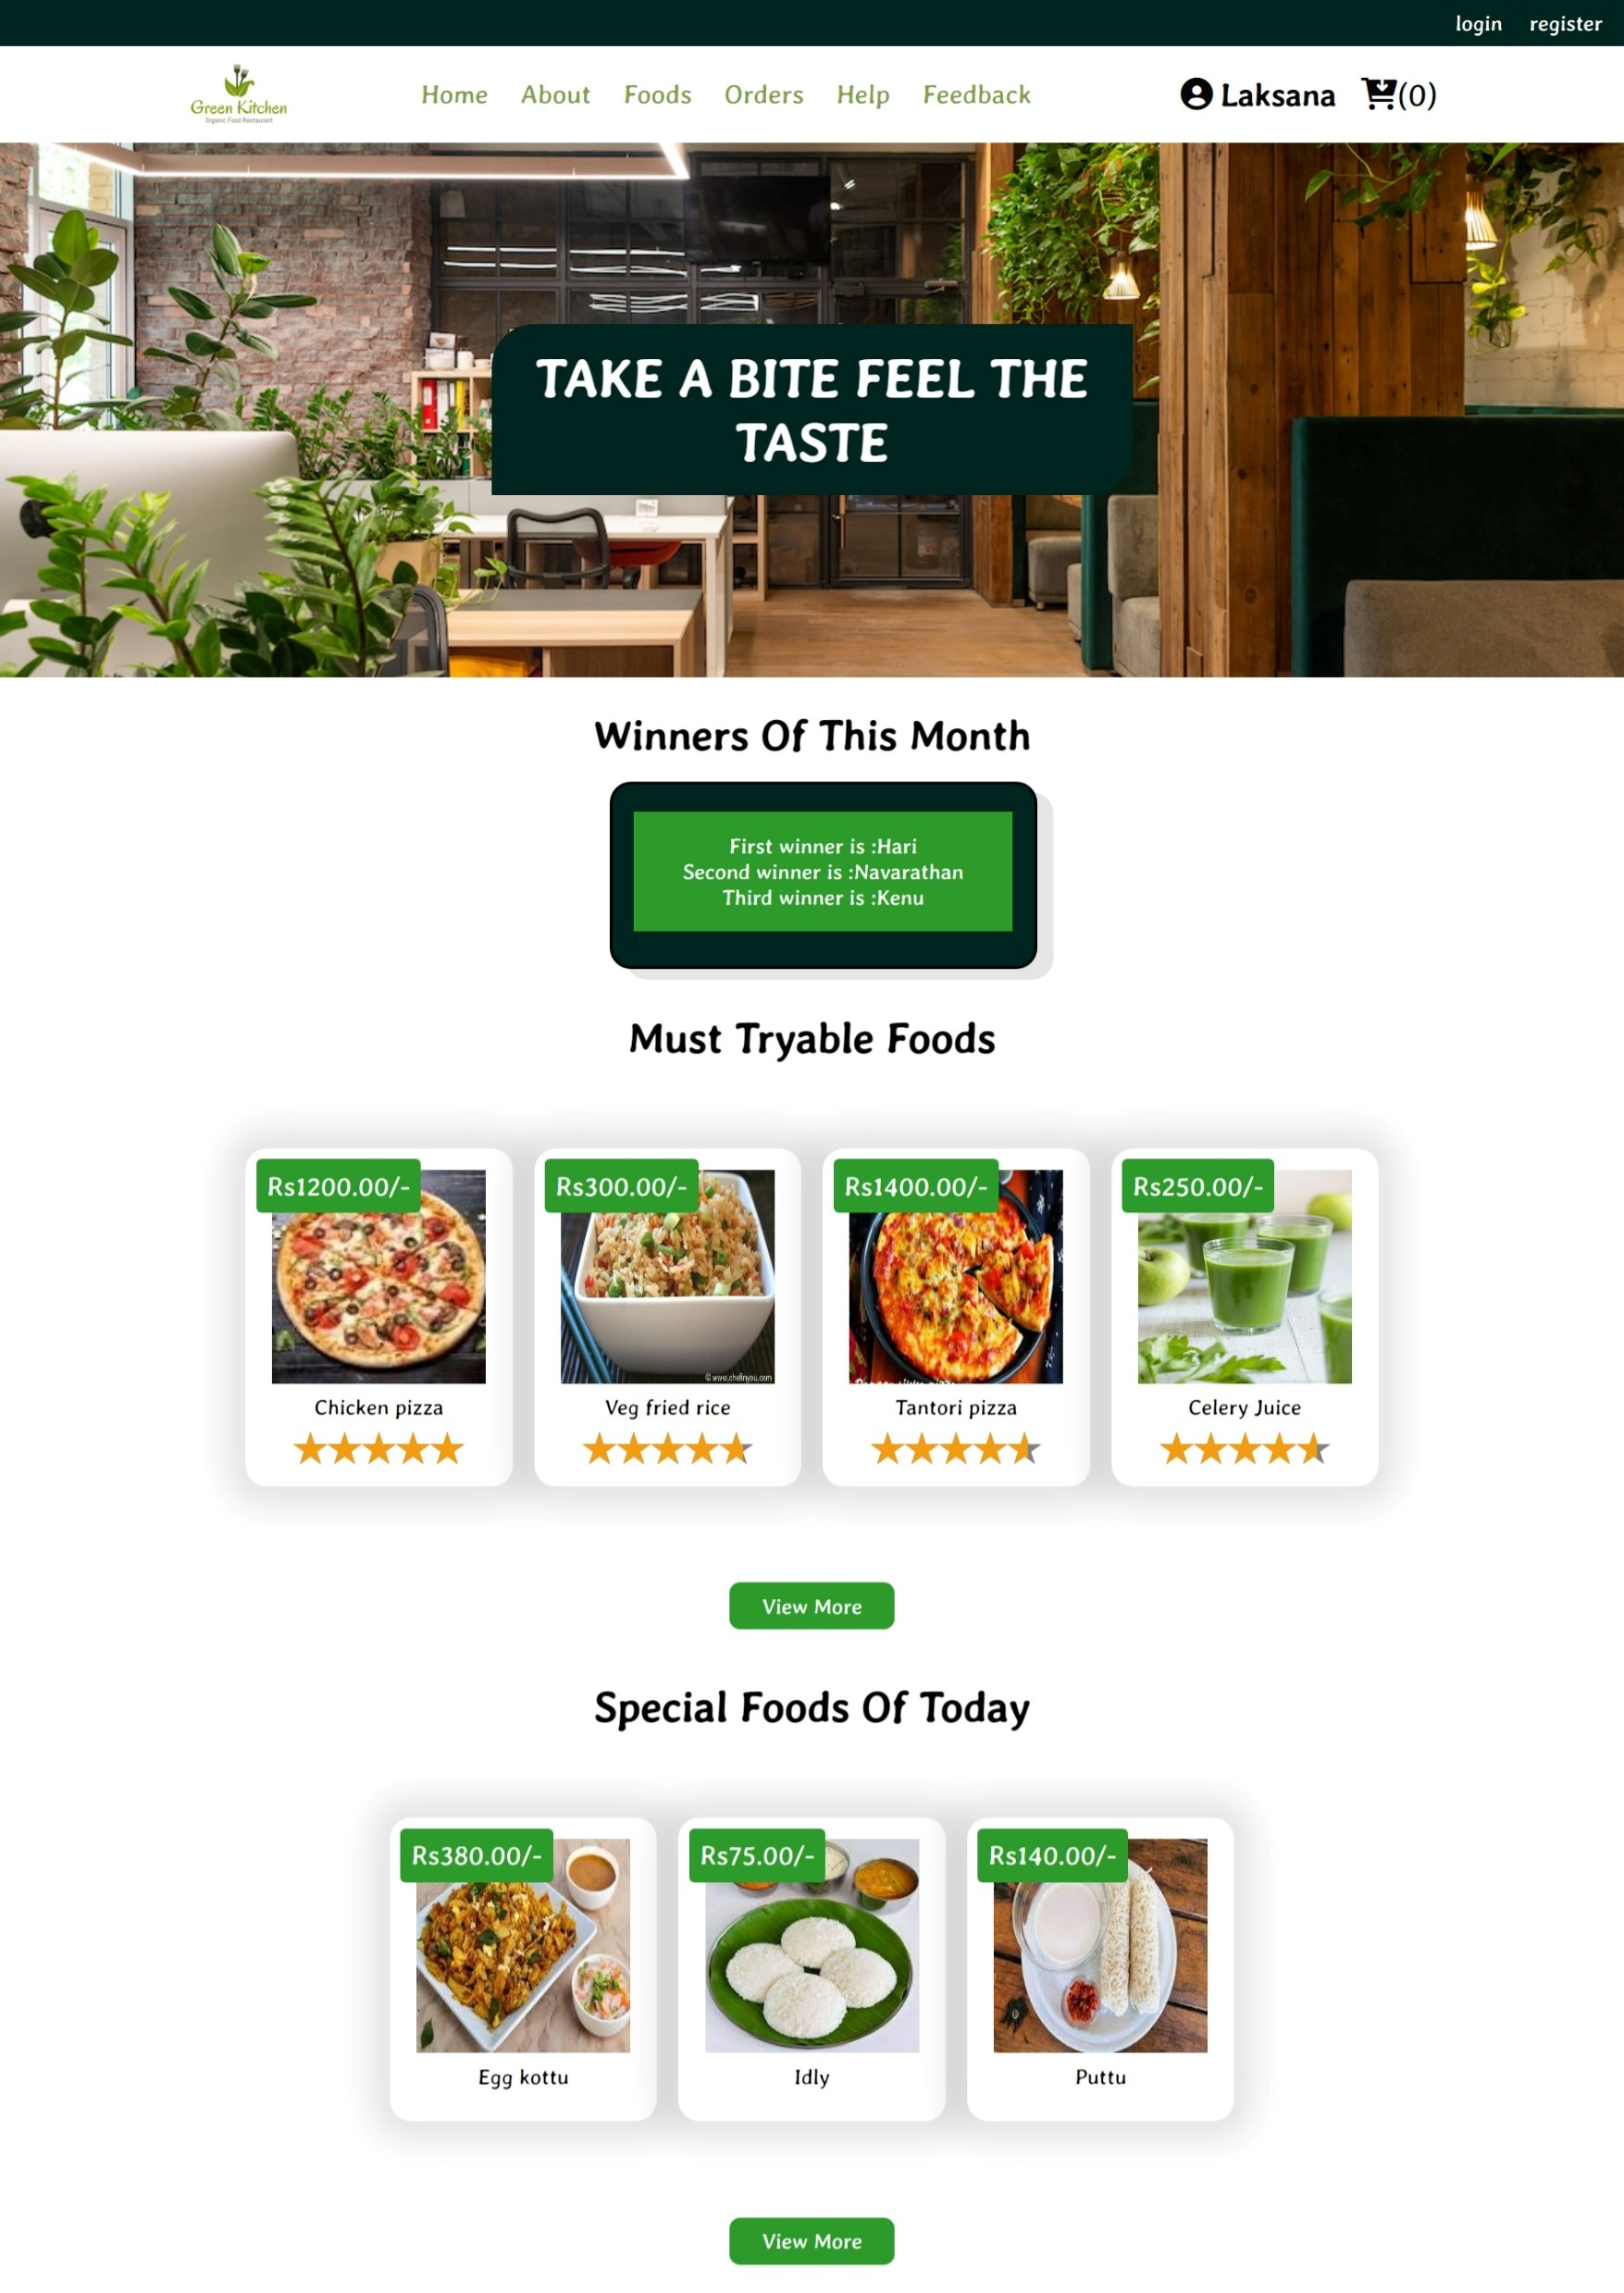 login register
Green Kitchen
Organic Food Restaurant
Home About Foods Orders Help Feedback
Laksana (0)
TAKE A BITE FEEL THE
TASTE
Winners Of This Month
First winner is :Hari
Second winner is :Navarathan
Third winner is :Kenu
Must Tryable Foods
Rs1200.00/- Rs300.00/- Rs1400.00/- Rs250.00/-
© www.chefinyou.com
Chicken pizza Veg fried rice Tantori pizza Celery Juice
View More
Special Foods Of Today
Rs380.00/- Rs75.00/- Rs140.00/-
Egg kottu Idly Puttu
View More